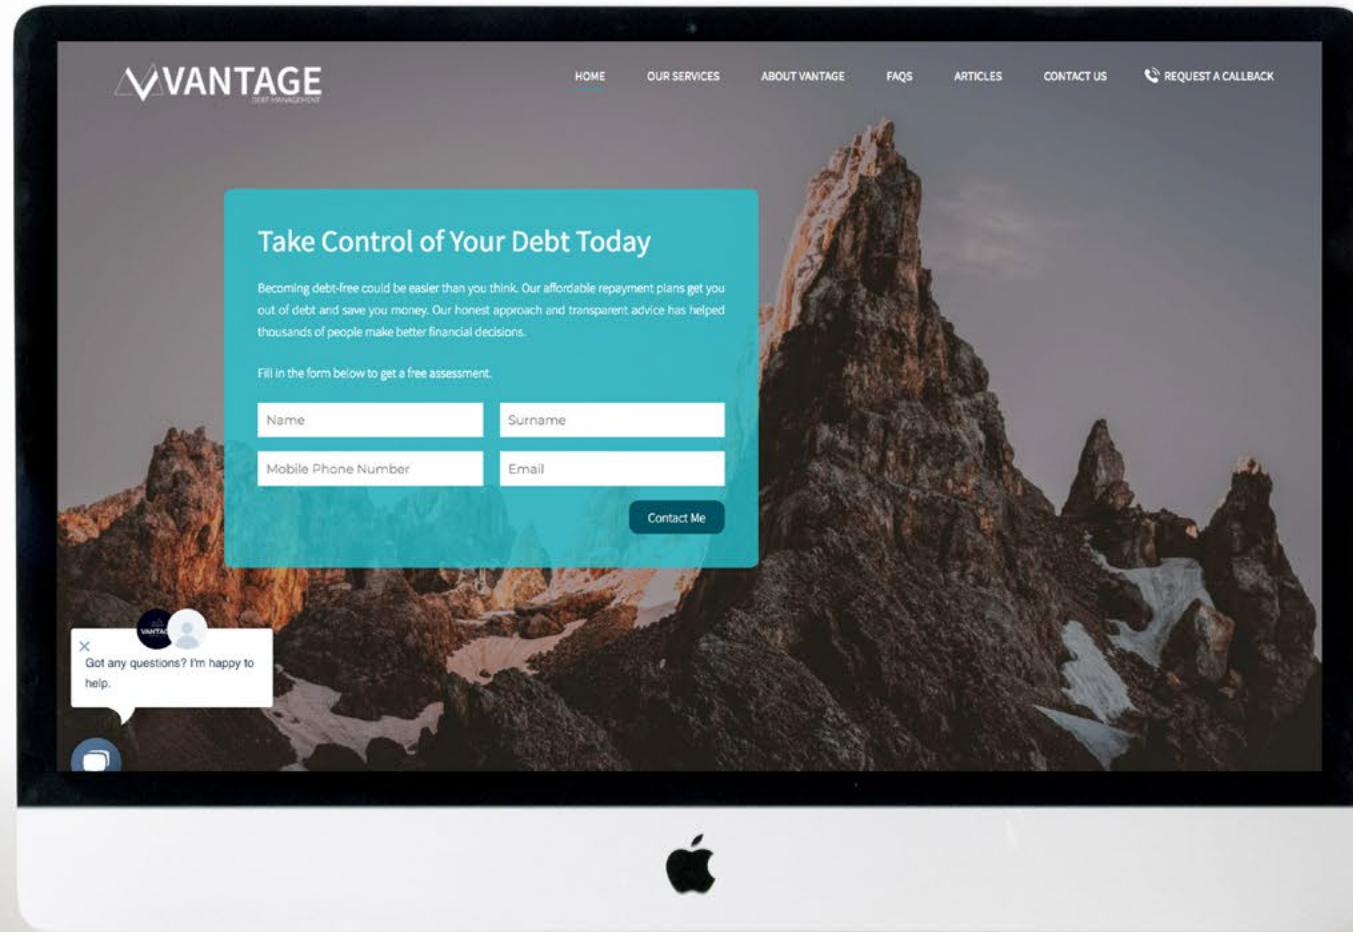 VANTAGE
DEBT MANAGEMENT
HOME OUR SERVICES ABOUT VANTAGE FAQS ARTICLES CONTACT US REQUEST A CALLBACK
Take Control of Your Debt Today
Becoming debt-free could be easier than you think. Our affordable repayment plans get you
out of debt and save you money. Our honest approach and transparent advice has helped
thousands of people make better financial decisions.
Fill in the form below to get a free assessment.
Name Surname
Mobile Phone Number Email
Contact Me
Got any questions? I'm happy to
help.